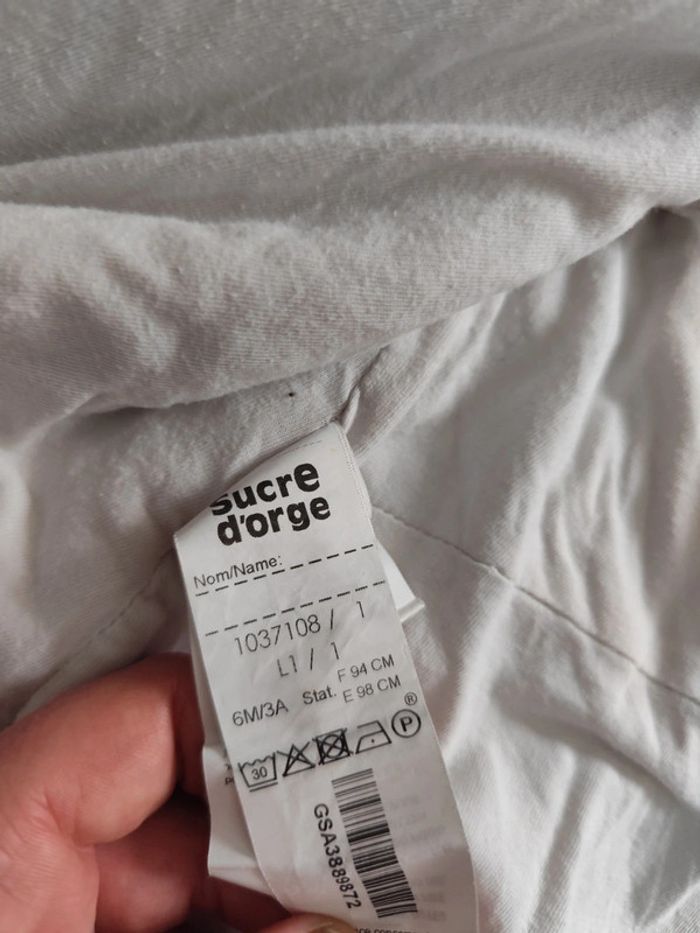 sucre
d'orge
Nom/Name:
1037108 / 1
L1 / 1
6M/3A Stat. F 94 CM
E 98 CM
®
30 P
GSA3889872